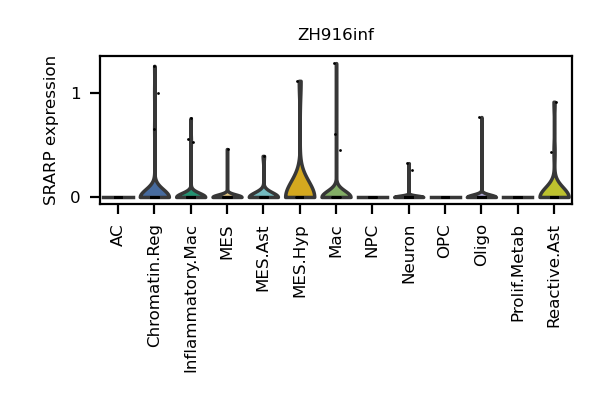 ZH916inf
SRARP expression
1
0
AC
Chromatin.Reg
Inflammatory.Mac
MES
MES.Ast
MES.Hyp
Mac
NPC
Neuron
OPC
Oligo
Prolif.Metab
Reactive.Ast